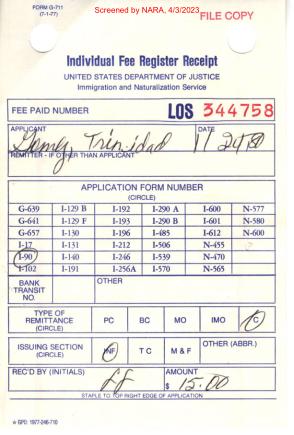 FORM G-711
(7-1-77)
Screened by NARA, 4/3/2023
FILE COPY
Individual Fee Register Receipt
UNITED STATES DEPARTMENT OF JUSTICE
Immigration and Naturalization Service
FEE PAID NUMBER LOS 344758
APPLICANT DATE
Gomez, Trinidad 11 24 80
REMITTER - IF OTHER THAN APPLICANT
APPLICATION FORM NUMBER
(CIRCLE)
G-639 I-129 B I-192 I-290 A I-600 N-577
G-641 I-129 F I-193 I-290 B I-601 N-580
G-657 I-130 I-196 I-485 I-612 N-600
I-17 I-131 I-212 I-506 N-455
I-90 I-140 I-246 I-539 N-470
I-102 I-191 I-256A I-570 N-565
BANK TRANSIT NO. OTHER
TYPE OF REMITTANCE (CIRCLE) PC BC MO IMO C
ISSUING SECTION (CIRCLE) INF T C M & F OTHER (ABBR.)
REC'D BY (INITIALS) AMOUNT
$ 15.00
STAPLE TO TOP RIGHT EDGE OF APPLICATION
☆ GPO: 1977-246-710